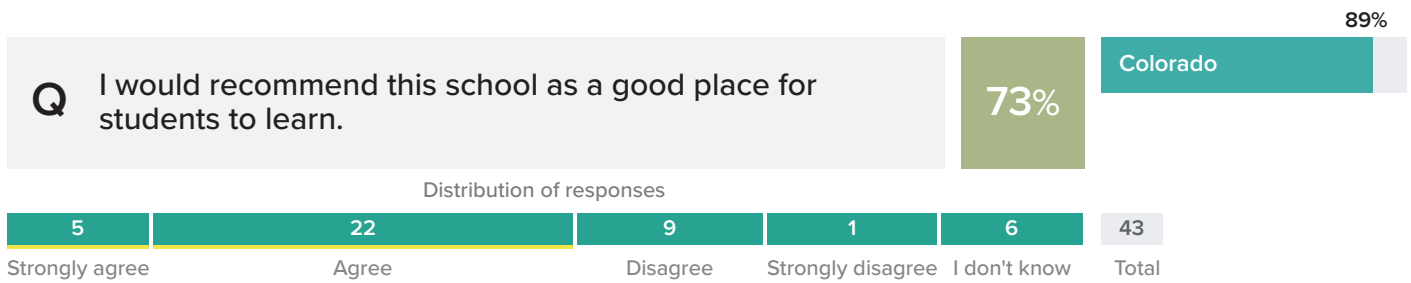 89%
Colorado
Q
I would recommend this school as a good place for
students to learn.
73%
Distribution of responses
5 22 9 1 6 43
Strongly agree Agree Disagree Strongly disagree I don't know Total